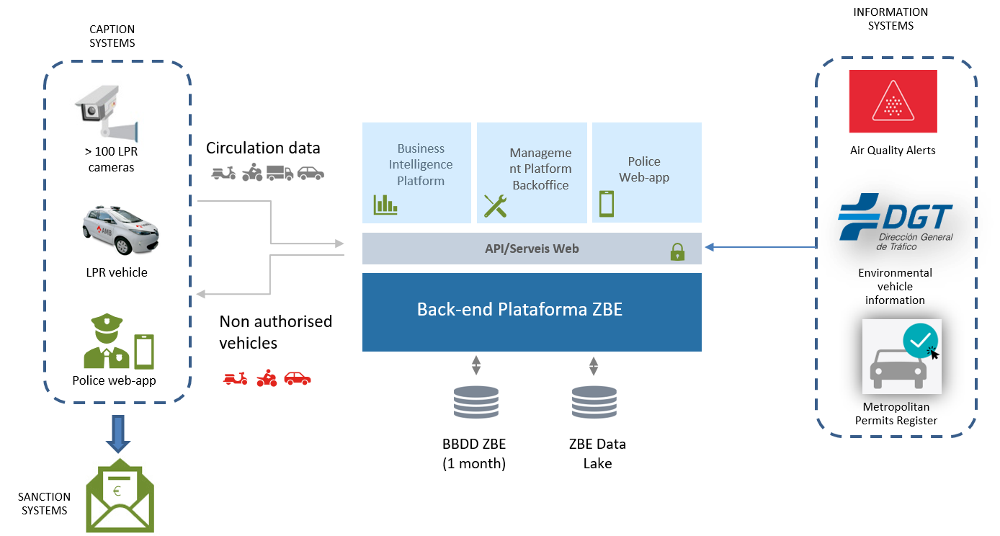 CAPTION
SYSTEMS
> 100 LPR
cameras
AMB
LPR vehicle
Police web-app
SANCTION
SYSTEMS
€
Circulation data
Non authorised
vehicles
Business
Intelligence
Platform
Manageme
nt Platform
Backoffice
Police
Web-app
API/Serveis Web
Back-end Plataforma ZBE
BBDD ZBE
(1 month)
ZBE Data
Lake
INFORMATION
SYSTEMS
Air Quality Alerts
DGT
Dirección General
de Tráfico
Environmental
vehicle
information
Metropolitan
Permits Register